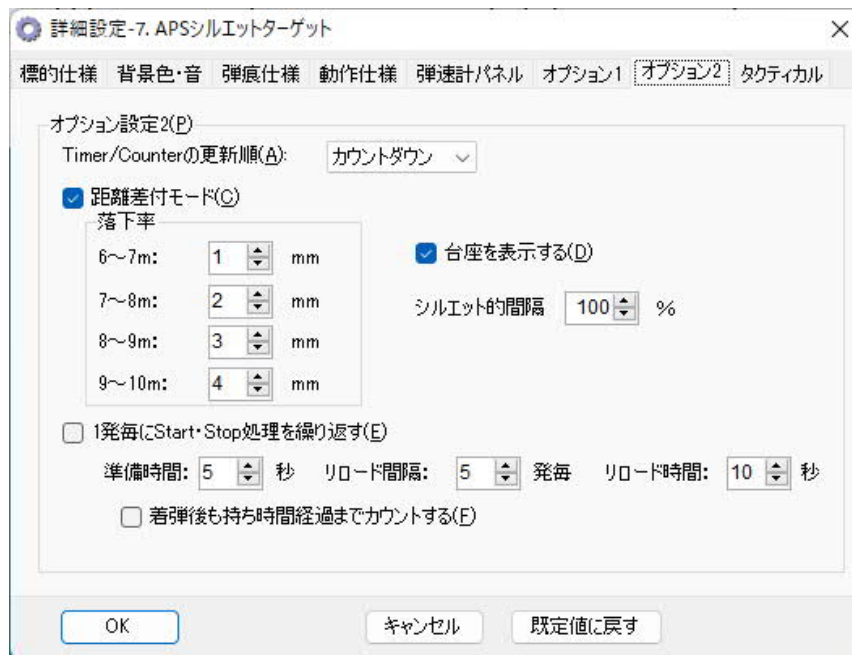 詳細設定-7. APSシルエットターゲット
標的仕様 背景色・音 弾痕仕様 動作仕様 弾速計パネル オプション1 オプション2 タクティカル
オプション設定2(P)
Timer/Counterの更新順(A): カウントダウン
距離差付モード(C)
落下率
6～7m: 1 mm 台座を表示する(D)
7～8m: 2 mm シルエット的間隔 100 %
8～9m: 3 mm
9～10m: 4 mm
1発毎にStart・Stop処理を繰り返す(E)
準備時間: 5 秒 リロード間隔: 5 発毎 リロード時間: 10 秒
着弾後も持ち時間経過までカウントする(F)
OK キャンセル 既定値に戻す